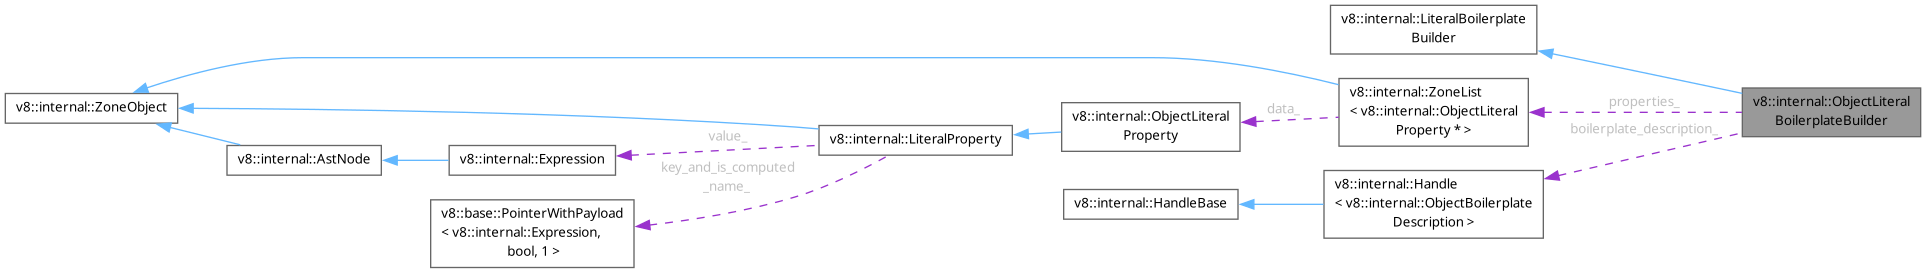 v8::internal::LiteralBoilerplate
Builder
v8::internal::ZoneObject
v8::internal::ZoneList
< v8::internal::ObjectLiteral
Property * >
v8::internal::ObjectLiteral
BoilerplateBuilder
properties_
boilerplate_description_
v8::internal::ObjectLiteral
Property
data_
v8::internal::LiteralProperty
value_
key_and_is_computed
_name_
v8::internal::AstNode
v8::internal::Expression
v8::base::PointerWithPayload
< v8::internal::Expression,
bool, 1 >
v8::internal::HandleBase
v8::internal::Handle
< v8::internal::ObjectBoilerplate
Description >